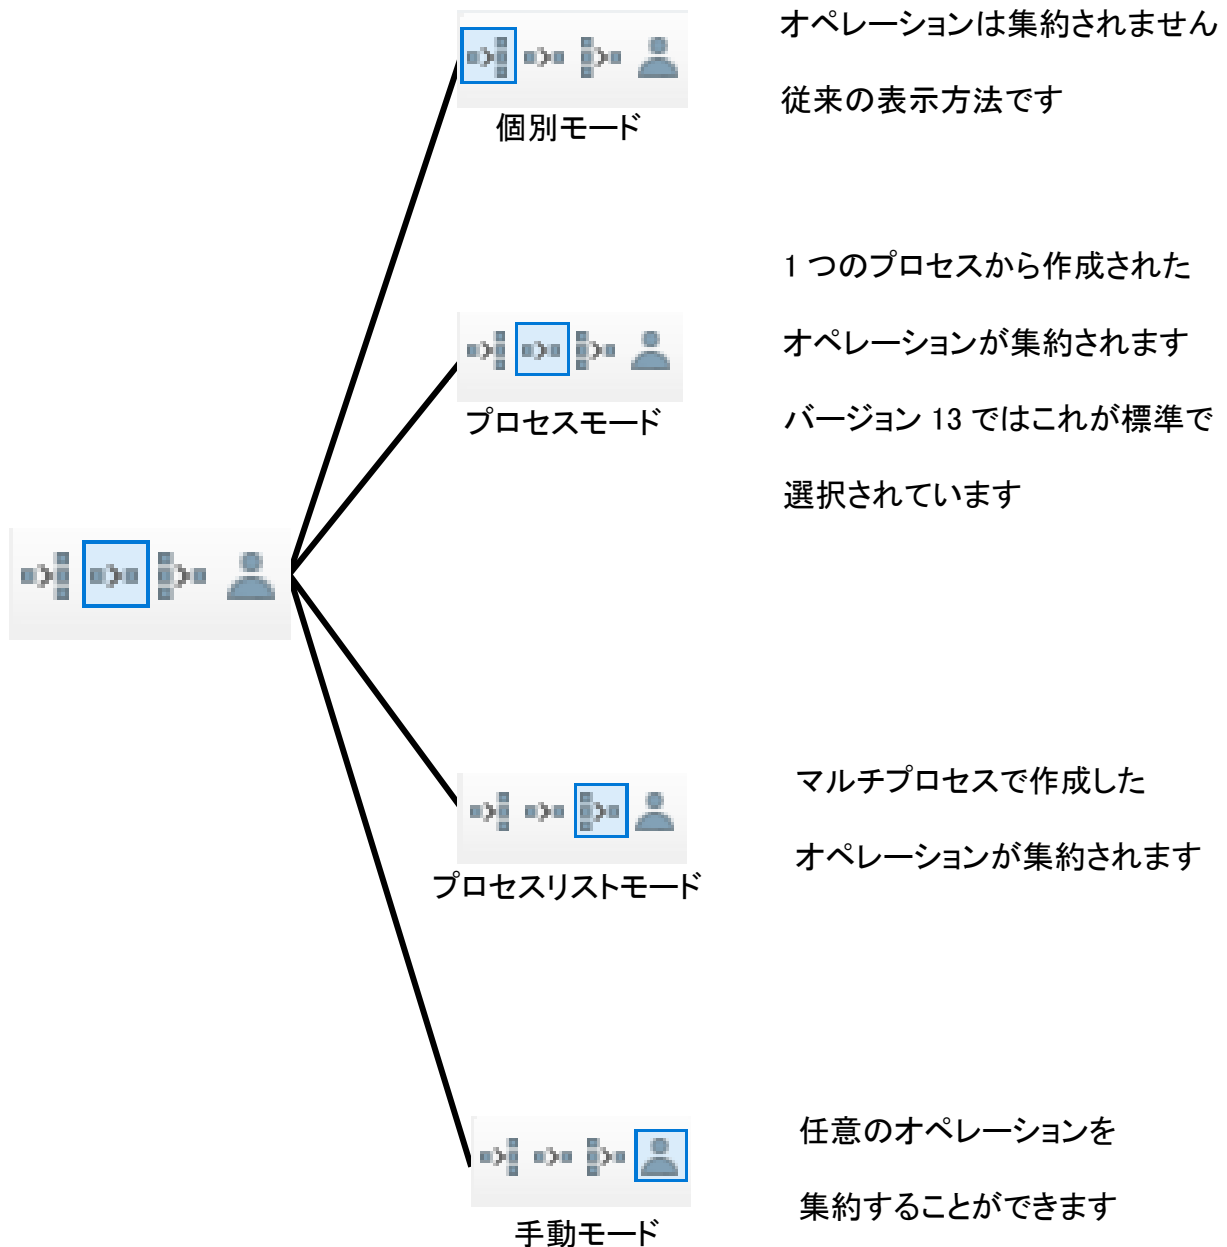 オペレーションは集約されません
従来の表示方法です
個別モード
1 つのプロセスから作成された
オペレーションが集約されます
バージョン 13 ではこれが標準で
選択されています
プロセスモード
マルチプロセスで作成した
オペレーションが集約されます
プロセスリストモード
任意のオペレーションを
集約することができます
手動モード